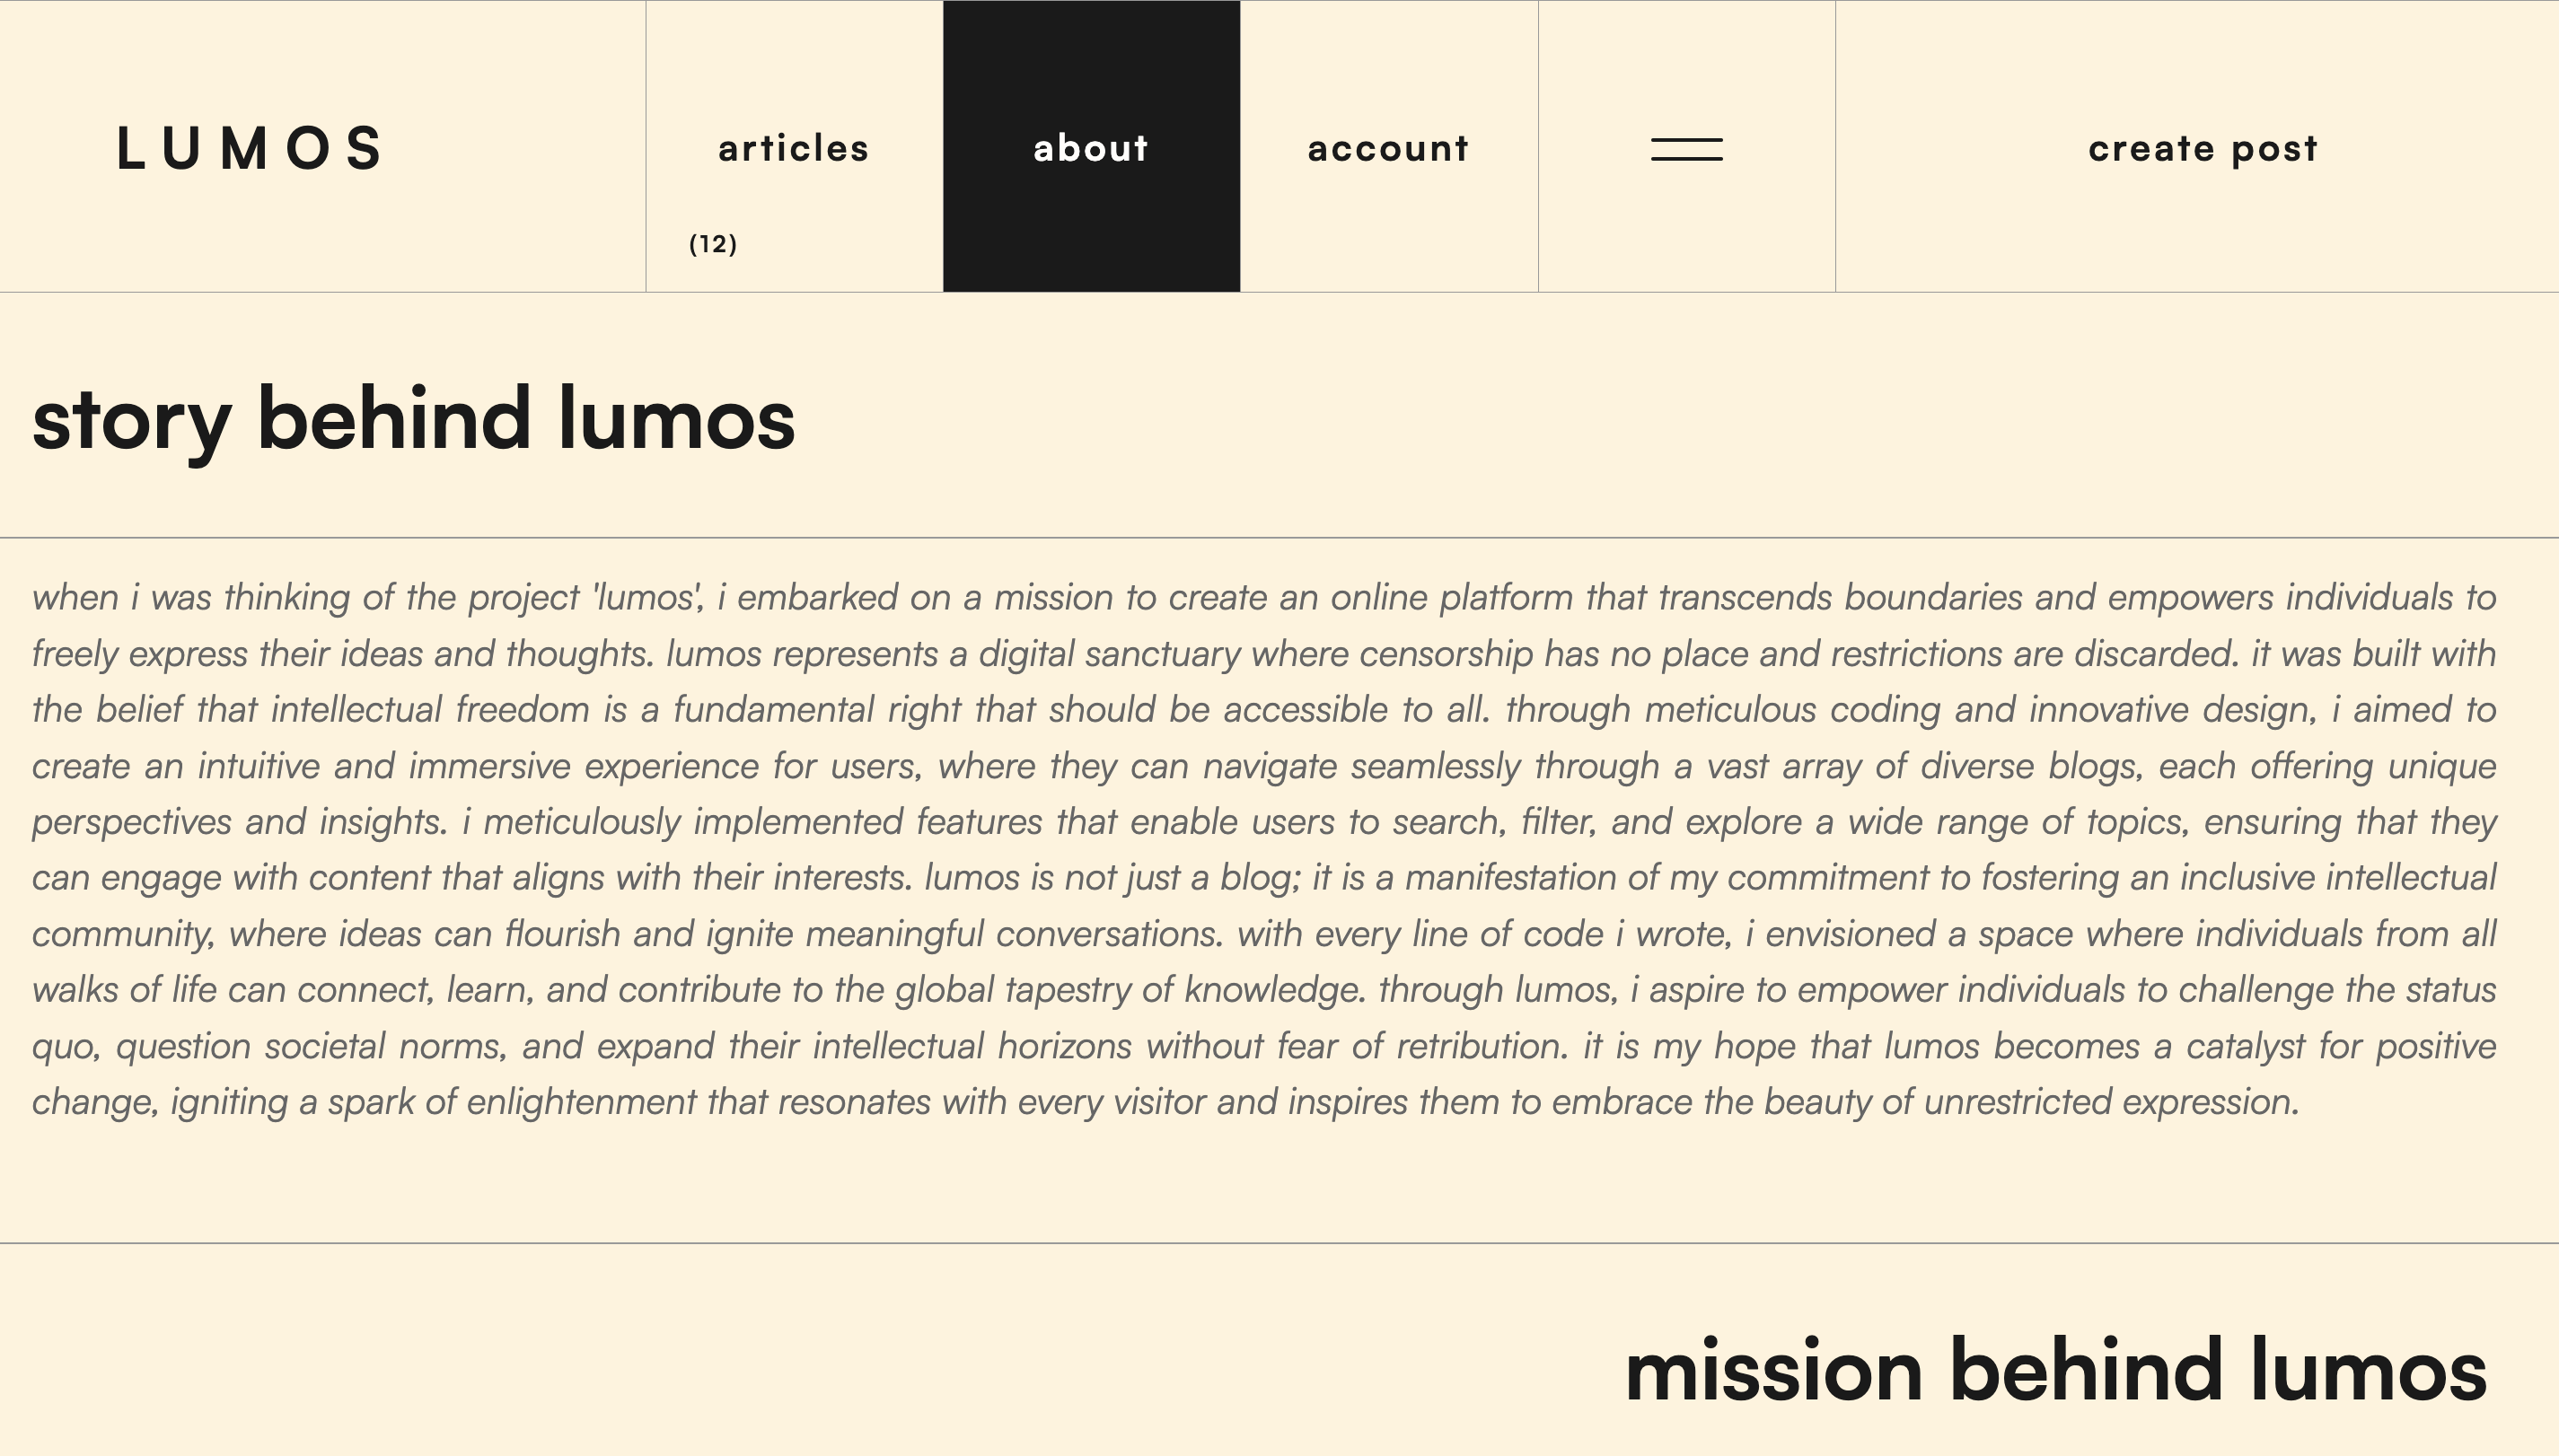 LUMOS
articles
(12)
about
account
create post
story behind lumos
when i was thinking of the project 'lumos', i embarked on a mission to create an online platform that transcends boundaries and empowers individuals to
freely express their ideas and thoughts. lumos represents a digital sanctuary where censorship has no place and restrictions are discarded. it was built with
the belief that intellectual freedom is a fundamental right that should be accessible to all. through meticulous coding and innovative design, i aimed to
create an intuitive and immersive experience for users, where they can navigate seamlessly through a vast array of diverse blogs, each offering unique
perspectives and insights. i meticulously implemented features that enable users to search, filter, and explore a wide range of topics, ensuring that they
can engage with content that aligns with their interests. lumos is not just a blog; it is a manifestation of my commitment to fostering an inclusive intellectual
community, where ideas can flourish and ignite meaningful conversations. with every line of code i wrote, i envisioned a space where individuals from all
walks of life can connect, learn, and contribute to the global tapestry of knowledge. through lumos, i aspire to empower individuals to challenge the status
quo, question societal norms, and expand their intellectual horizons without fear of retribution. it is my hope that lumos becomes a catalyst for positive
change, igniting a spark of enlightenment that resonates with every visitor and inspires them to embrace the beauty of unrestricted expression.
mission behind lumos